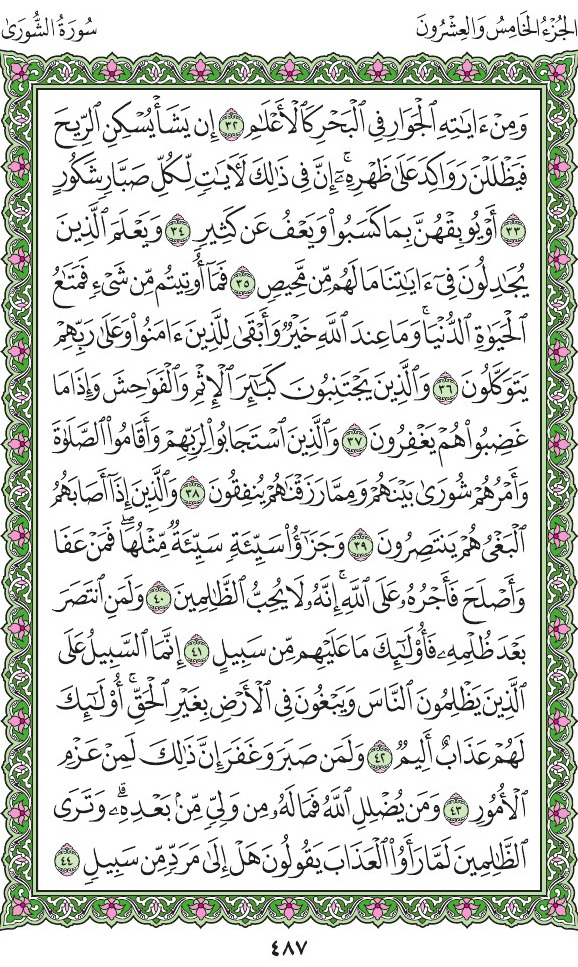 الجُزْءُ الخَامِسُ وَالعِشْرُونَ
سُورَةُ الشُّورَىٰ
وَمِنْ ءَايَٰتِهِ ٱلْجَوَارِ فِي ٱلْبَحْرِ كَٱلْأَعْلَٰمِ ٣٢ إِن يَشَأْ يُسْكِنِ ٱلرِّيحَ
فَيَظْلَلْنَ رَوَاكِدَ عَلَىٰ ظَهْرِهِۦٓۚ إِنَّ فِي ذَٰلِكَ لَأٓيَٰتٍ لِّكُلِّ صَبَّارٍ شَكُورٍ
٣٣ أَوْ يُوبِقْهُنَّ بِمَا كَسَبُوا۟ وَيَعْفُ عَن كَثِيرٍ ٣٤ وَيَعْلَمَ ٱلَّذِينَ
يُجَٰدِلُونَ فِيٓ ءَايَٰتِنَا مَا لَهُم مِّن مَّحِيصٍ ٣٥ فَمَآ أُوتِيتُم مِّن شَيْءٍ فَمَتَٰعُ
ٱلْحَيَوٰةِ ٱلدُّنْيَاۚ وَمَا عِندَ ٱللَّهِ خَيْرٌ وَأَبْقَىٰ لِلَّذِينَ ءَامَنُوا۟ وَعَلَىٰ رَبِّهِمْ
يَتَوَكَّلُونَ ٣٦ وَٱلَّذِينَ يَجْتَنِبُونَ كَبَٰٓئِرَ ٱلْإِثْمِ وَٱلْفَوَٰحِشَ وَإِذَا مَا
غَضِبُوا۟ هُمْ يَغْفِرُونَ ٣٧ وَٱلَّذِينَ ٱسْتَجَابُوا۟ لِرَبِّهِمْ وَأَقَامُوا۟ ٱلصَّلَوٰةَ
وَأَمْرُهُمْ شُورَىٰ بَيْنَهُمْ وَمِمَّا رَزَقْنَٰهُمْ يُنفِقُونَ ٣٨ وَٱلَّذِينَ إِذَآ أَصَابَهُمُ
ٱلْبَغْيُ هُمْ يَنتَصِرُونَ ٣٩ وَجَزَٰٓؤُا۟ سَيِّئَةٍ سَيِّئَةٌ مِّثْلُهَاۖ فَمَنْ عَفَا
وَأَصْلَحَ فَأَجْرُهُۥ عَلَى ٱللَّهِۚ إِنَّهُۥ لَا يُحِبُّ ٱلظَّٰلِمِينَ ٤٠ وَلَمَنِ ٱنتَصَرَ
بَعْدَ ظُلْمِهِۦ فَأُو۟لَٰٓئِكَ مَا عَلَيْهِم مِّن سَبِيلٍ ٤١ إِنَّمَا ٱلسَّبِيلُ عَلَى
ٱلَّذِينَ يَظْلِمُونَ ٱلنَّاسَ وَيَبْغُونَ فِي ٱلْأَرْضِ بِغَيْرِ ٱلْحَقِّۚ أُو۟لَٰٓئِكَ
لَهُمْ عَذَابٌ أَلِيمٌ ٤٢ وَلَمَن صَبَرَ وَغَفَرَ إِنَّ ذَٰلِكَ لَمِنْ عَزْمِ
ٱلْأُمُورِ ٤٣ وَمَن يُضْلِلِ ٱللَّهُ فَمَا لَهُۥ مِن وَلِيٍّ مِّنۢ بَعْدِهِۦۗ وَتَرَى
ٱلظَّٰلِمِينَ لَمَّا رَأَوُا۟ ٱلْعَذَابَ يَقُولُونَ هَلْ إِلَىٰ مَرَدٍّ مِّن سَبِيلٍ ٤٤
٤٨٧